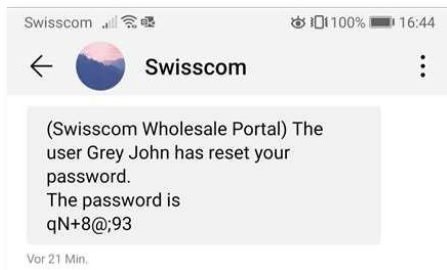 Swisscom 100% 16:44
Swisscom
(Swisscom Wholesale Portal) The
user Grey John has reset your
password.
The password is
qN+8@;93
Vor 21 Min.